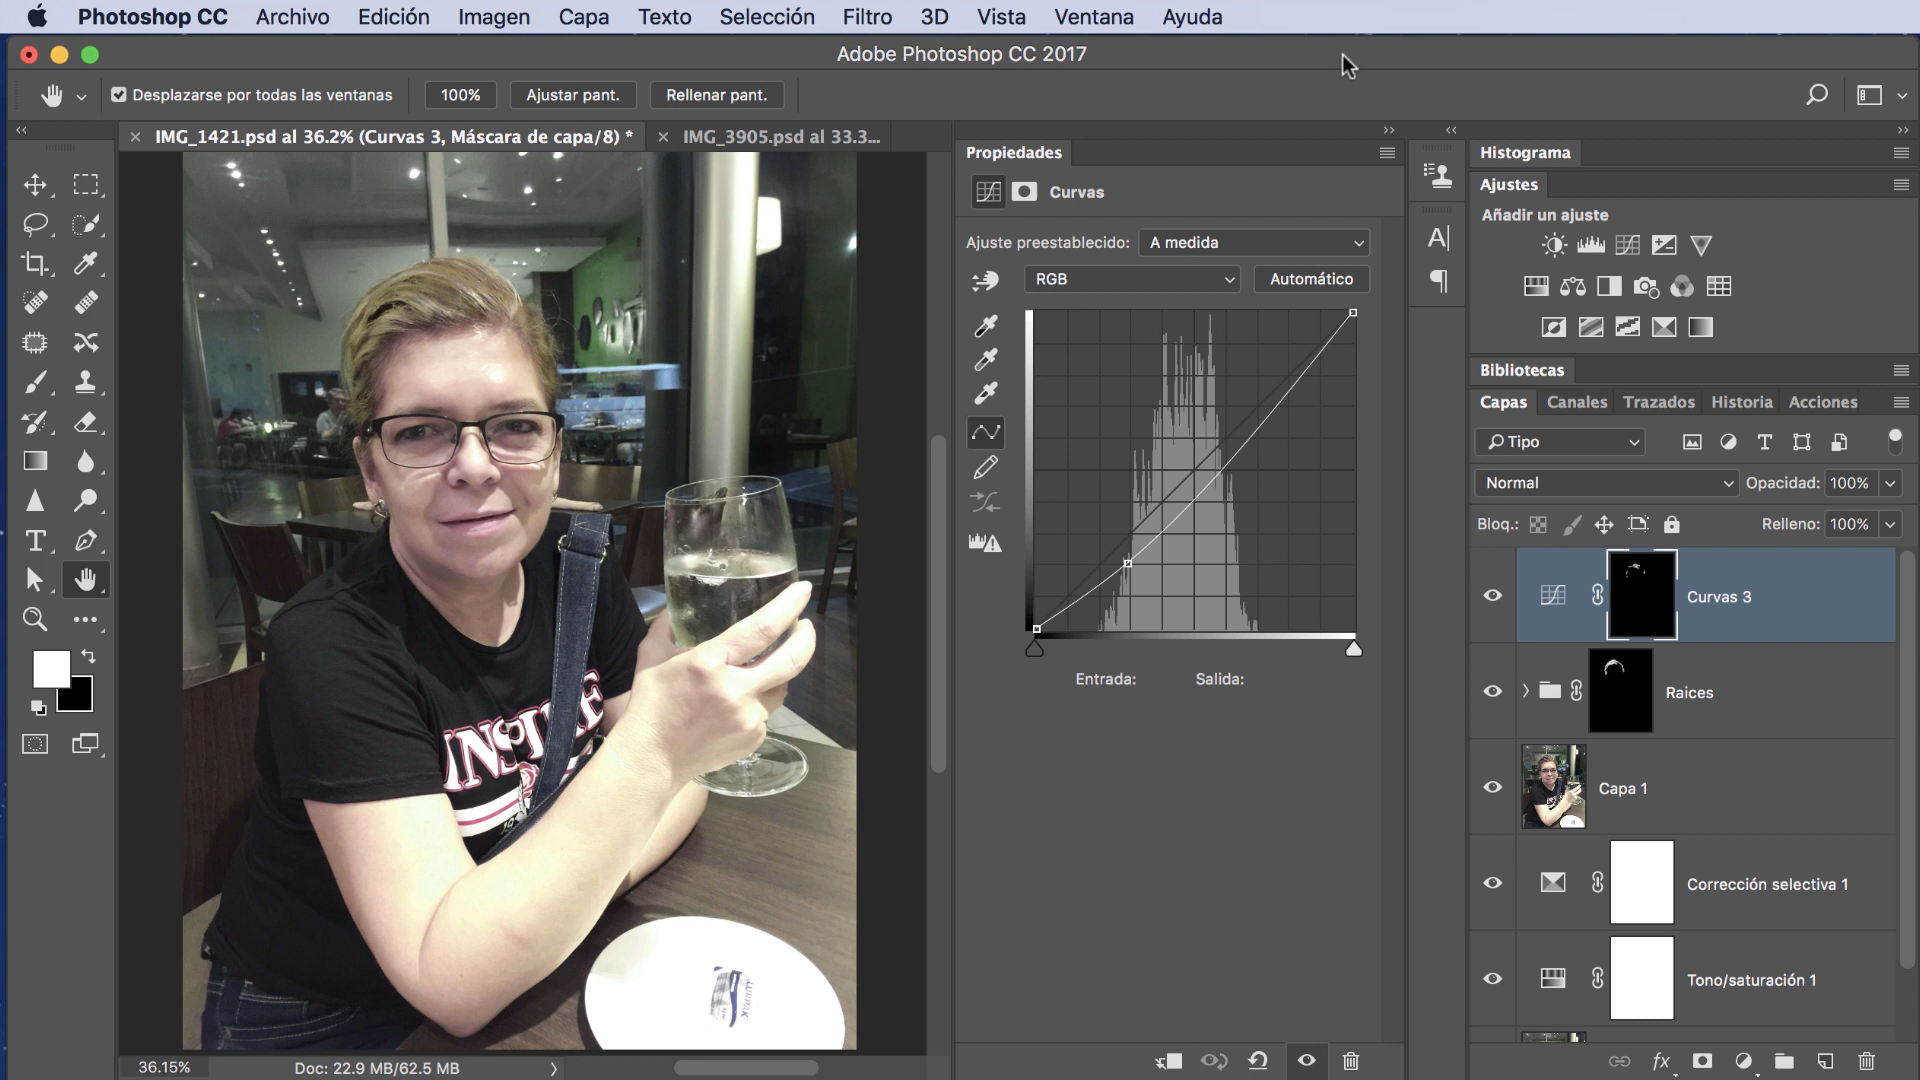 Photoshop CC Archivo Edición Imagen Capa Texto Selección Filtro 3D Vista Ventana Ayuda
Adobe Photoshop CC 2017
Desplazarse por todas las ventanas 100% Ajustar pant. Rellenar pant.
IMG_1421.psd al 36.2% (Curvas 3, Máscara de capa/8) * IMG_3905.psd al 33.3...
Propiedades
Curvas
Ajuste preestablecido: A medida
RGB Automático
Entrada: Salida:
Histograma
Ajustes
Añadir un ajuste
Bibliotecas
Capas Canales Trazados Historia Acciones
Tipo
Normal Opacidad: 100%
Bloq.: Relleno: 100%
Curvas 3
Raices
Capa 1
Corrección selectiva 1
Tono/saturación 1
INSPIRE
LURPAK
36.15% Doc: 22.9 MB/62.5 MB